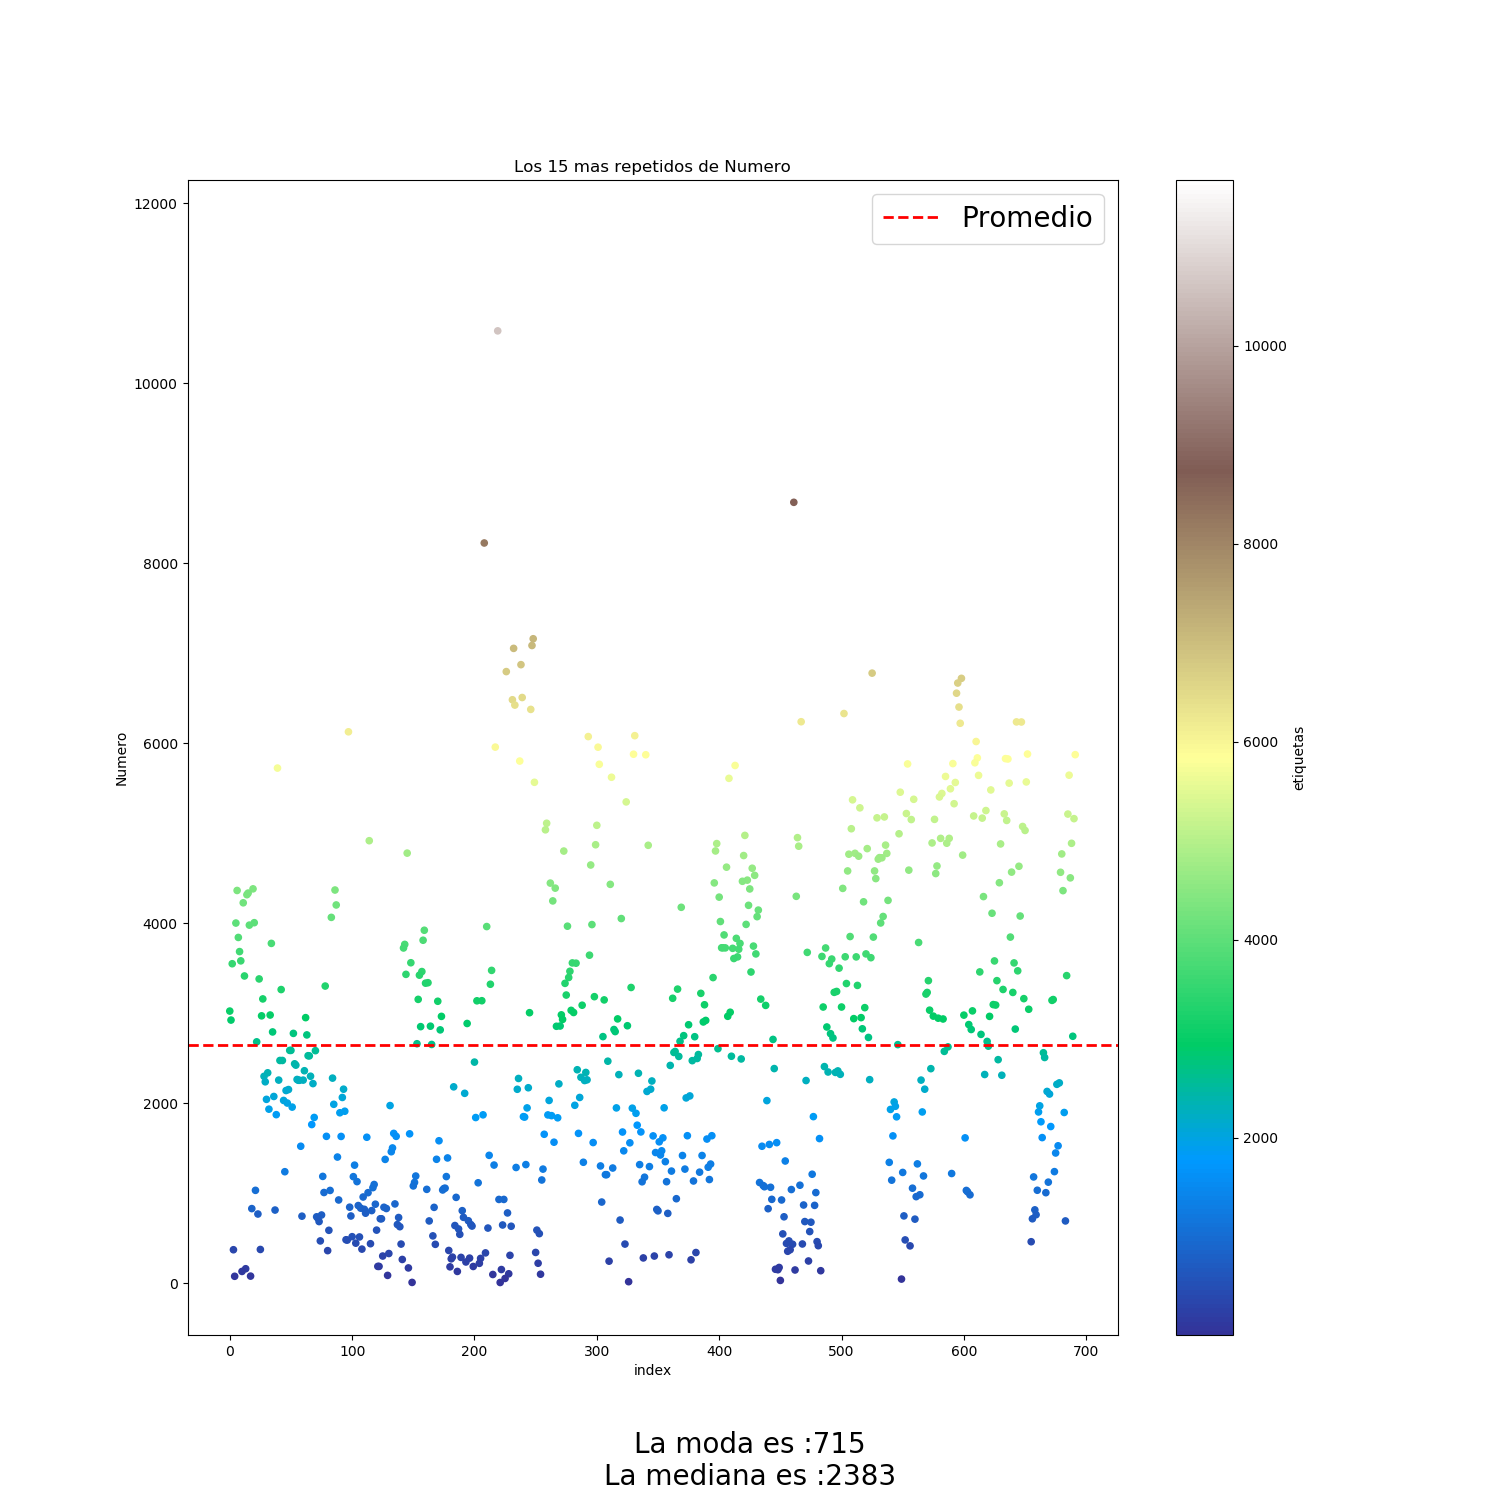 Los 15 mas repetidos de Numero
12000
10000
8000
6000
4000
2000
0
Numero
0 100 200 300 400 500 600 700
index
Promedio
10000
8000
6000
4000
2000
etiquetas
La moda es :715
La mediana es :2383